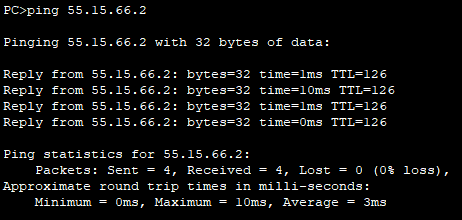 PC>ping 55.15.66.2
Pinging 55.15.66.2 with 32 bytes of data:
Reply from 55.15.66.2: bytes=32 time=1ms TTL=126
Reply from 55.15.66.2: bytes=32 time=10ms TTL=126
Reply from 55.15.66.2: bytes=32 time=1ms TTL=126
Reply from 55.15.66.2: bytes=32 time=0ms TTL=126
Ping statistics for 55.15.66.2:
Packets: Sent = 4, Received = 4, Lost = 0 (0% loss),
Approximate round trip times in milli-seconds:
Minimum = 0ms, Maximum = 10ms, Average = 3ms